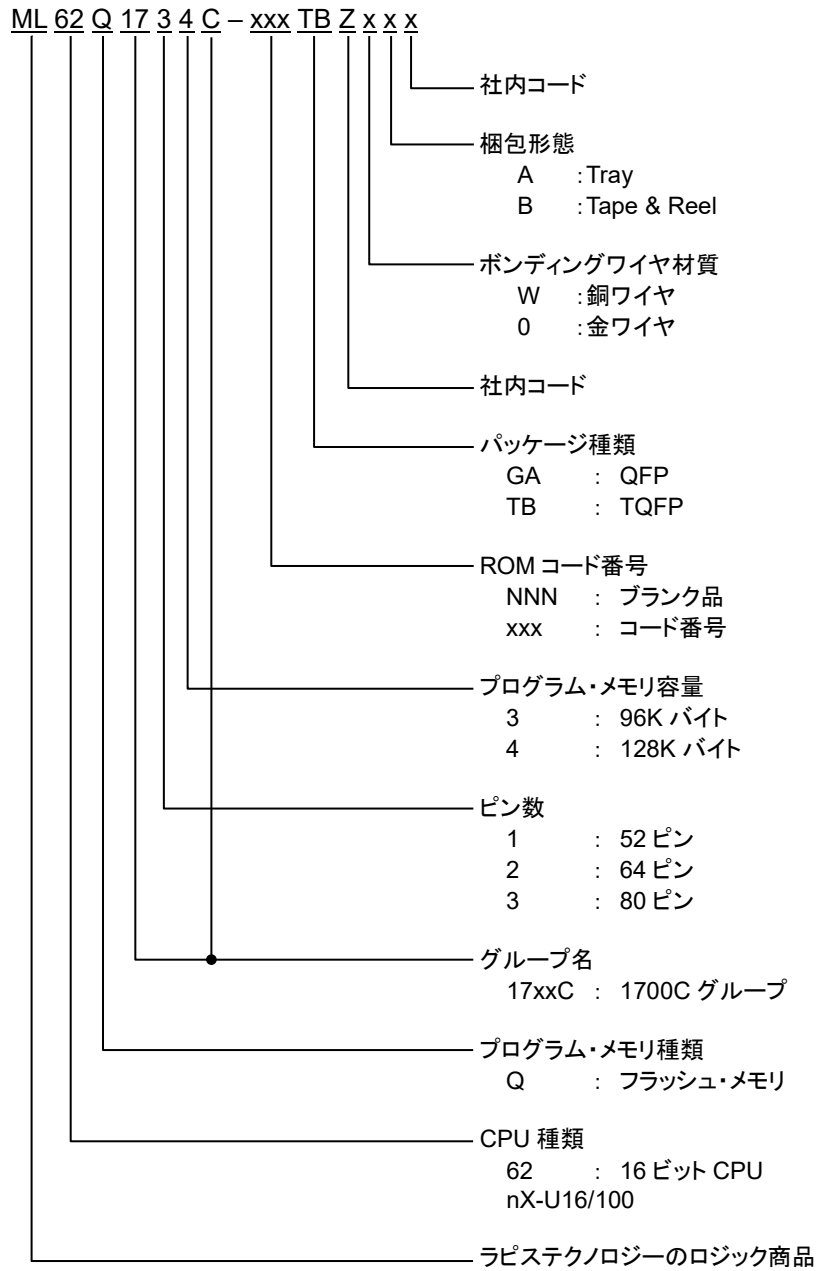 ML 62 Q 17 3 4 C – xxx TB Z x x x
社内コード
梱包形態
A :Tray
B :Tape & Reel
ボンディングワイヤ材質
W :銅ワイヤ
0 :金ワイヤ
社内コード
パッケージ種類
GA : QFP
TB : TQFP
ROM コード番号
NNN : ブランク品
xxx : コード番号
プログラム・メモリ容量
3 : 96K バイト
4 : 128K バイト
ピン数
1 : 52 ピン
2 : 64 ピン
3 : 80 ピン
グループ名
17xxC : 1700C グループ
プログラム・メモリ種類
Q : フラッシュ・メモリ
CPU 種類
62 : 16 ビット CPU
nX-U16/100
ラピステクノロジーのロジック商品